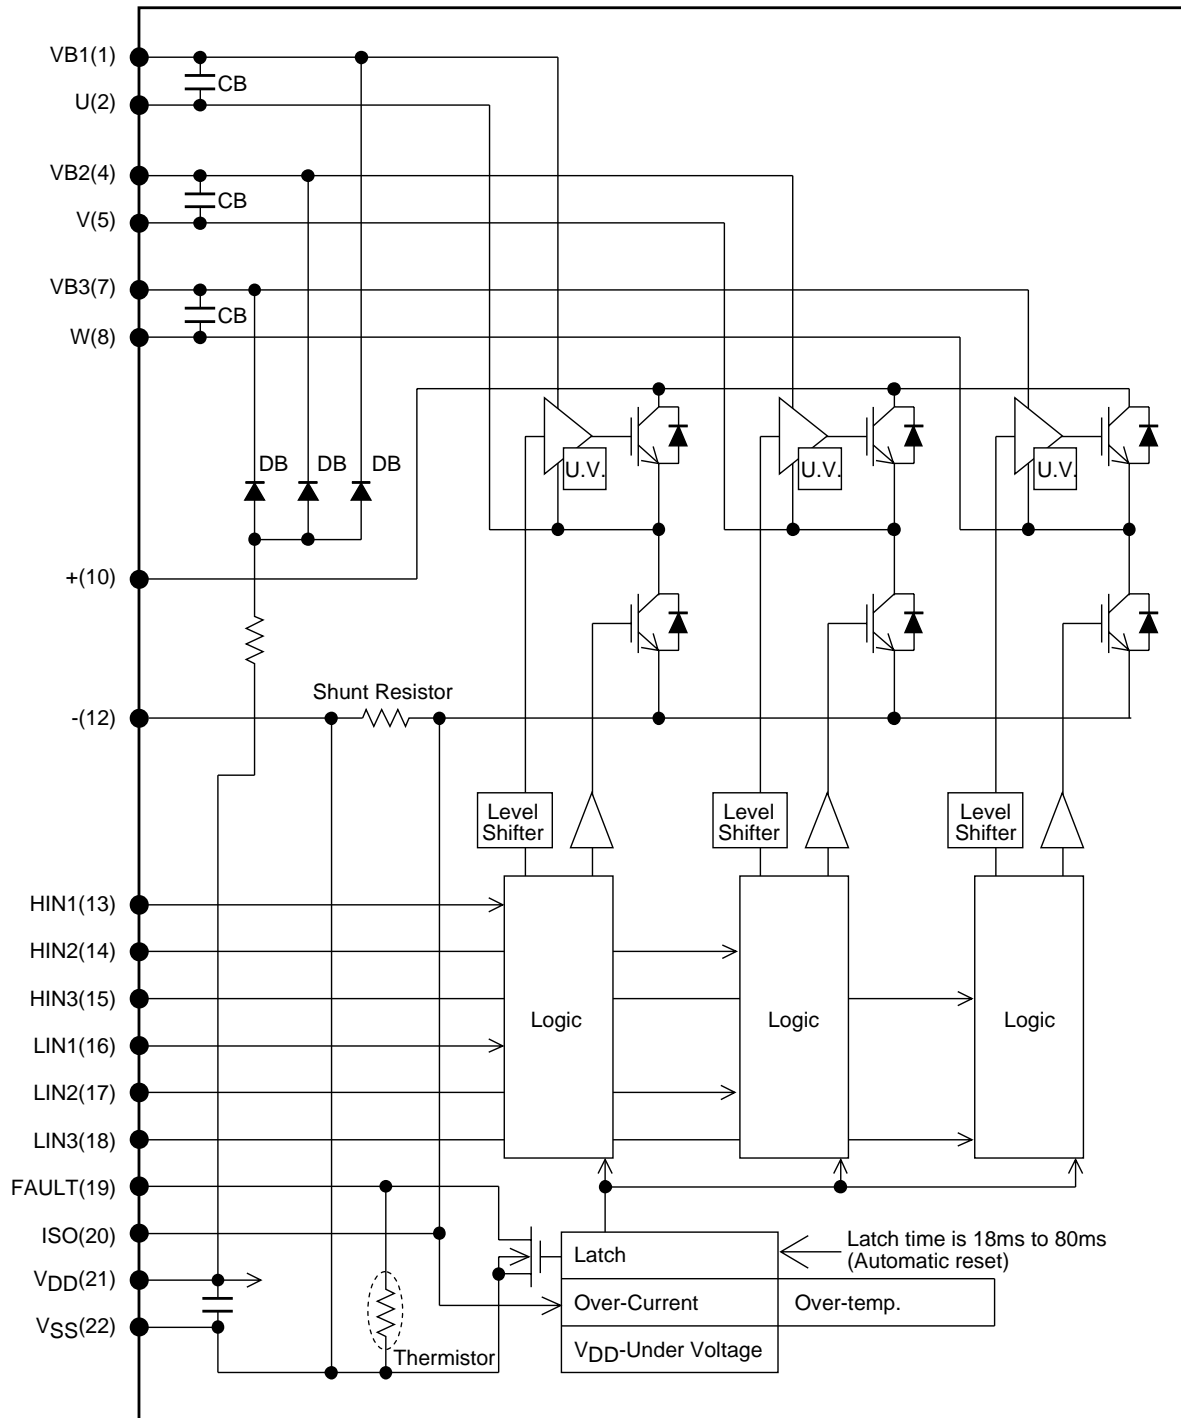 VB1(1)
CB
U(2)
VB2(4)
CB
V(5)
VB3(7)
CB
W(8)
DB DB DB
U.V. U.V. U.V.
+(10)
Shunt Resistor
-(12)
Level Shifter
Level Shifter
Level Shifter
HIN1(13)
HIN2(14)
HIN3(15)
Logic Logic Logic
LIN1(16)
LIN2(17)
LIN3(18)
FAULT(19)
ISO(20)
Latch
Latch time is 18ms to 80ms
(Automatic reset)
VDD(21)
Over-Current Over-temp.
VSS(22)
Thermistor
VDD-Under Voltage